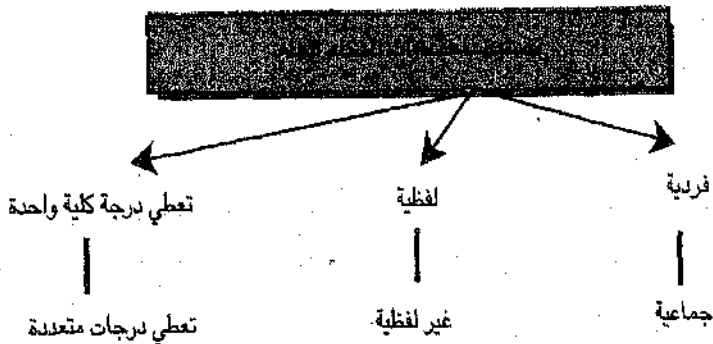 فردية
لفظية
تعطي درجة كلية واحدة
جماعية
غير لفظية
تعطي درجات متعددة